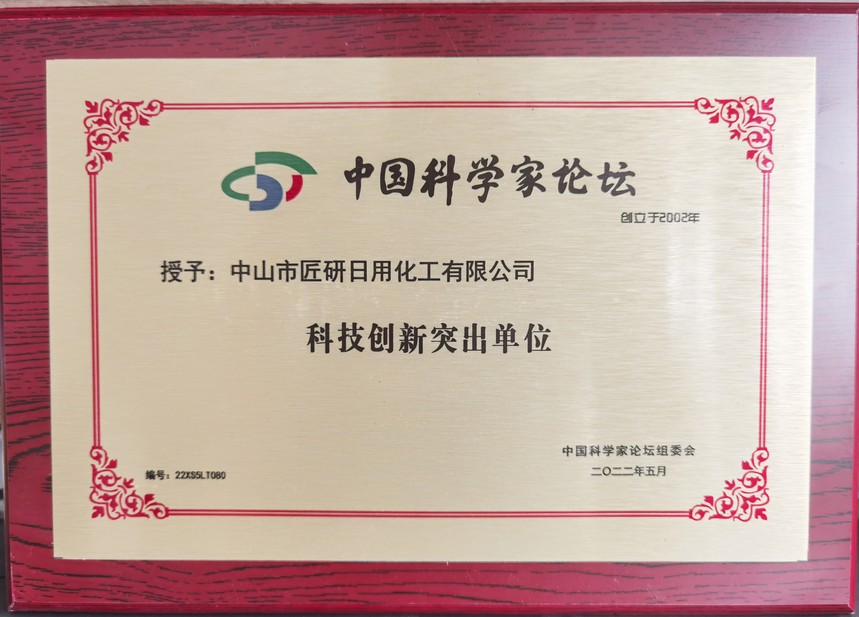 中国科学家论坛
创立于2002年
授予：中山市匠研日用化工有限公司
科技创新突出单位
中国科学家论坛组委会
编号：22XS5LT080
二〇二二年五月